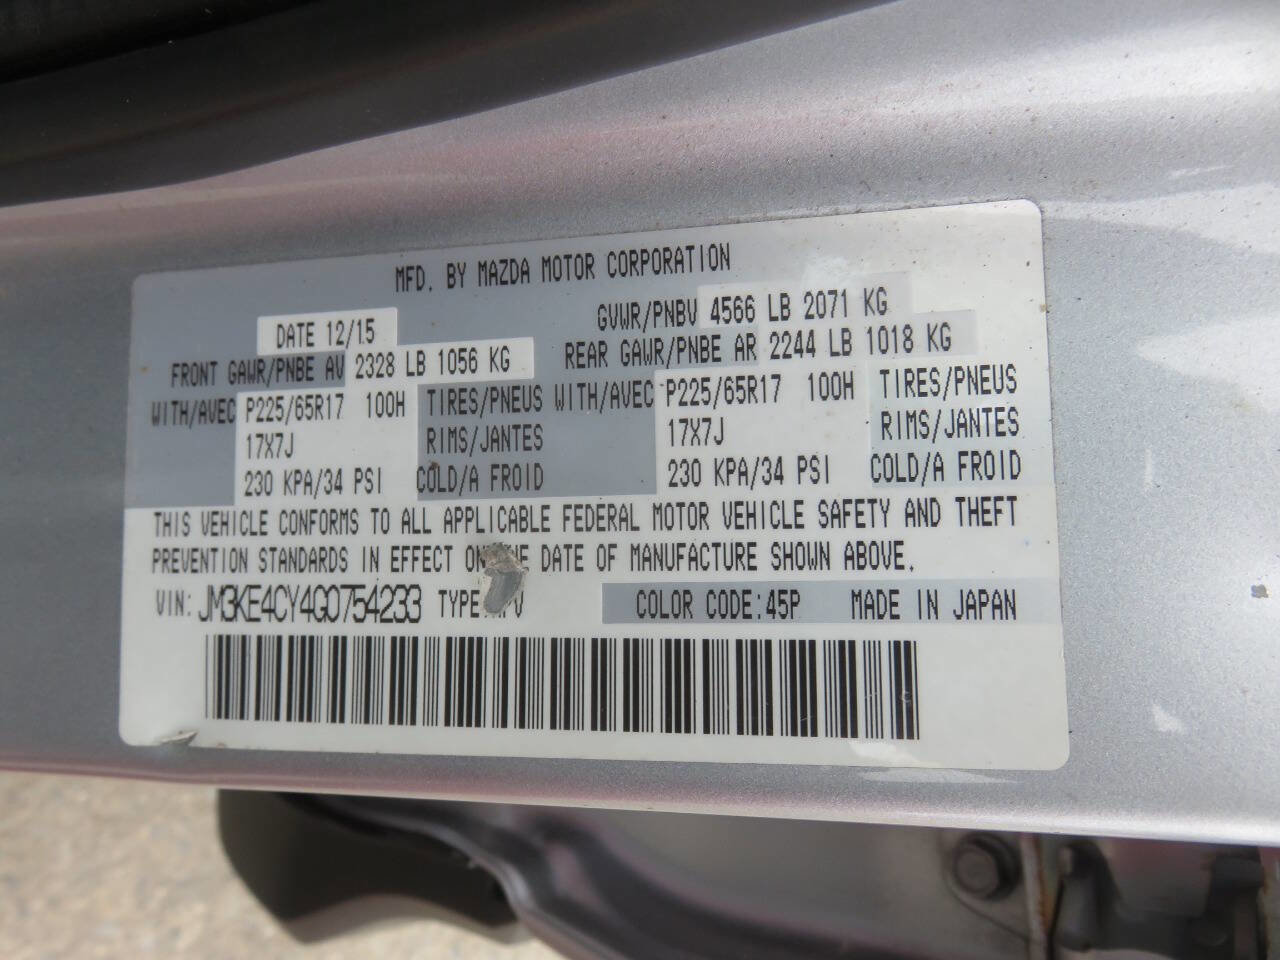 MFD. BY MAZDA MOTOR CORPORATION
DATE 12/15 GVWR/PNBV 4566 LB 2071 KG
FRONT GAWR/PNBE AV 2328 LB 1056 KG REAR GAWR/PNBE AR 2244 LB 1018 KG
WITH/AVEC P225/65R17 100H TIRES/PNEUS WITH/AVEC P225/65R17 100H TIRES/PNEUS
17X7J RIMS/JANTES 17X7J RIMS/JANTES
230 KPA/34 PSI COLD/A FROID 230 KPA/34 PSI COLD/A FROID
THIS VEHICLE CONFORMS TO ALL APPLICABLE FEDERAL MOTOR VEHICLE SAFETY AND THEFT
PREVENTION STANDARDS IN EFFECT DATE OF MANUFACTURE SHOWN ABOVE.
VIN: JM3KE4CY4G0754233 TYPE: COLOR CODE:45P MADE IN JAPAN